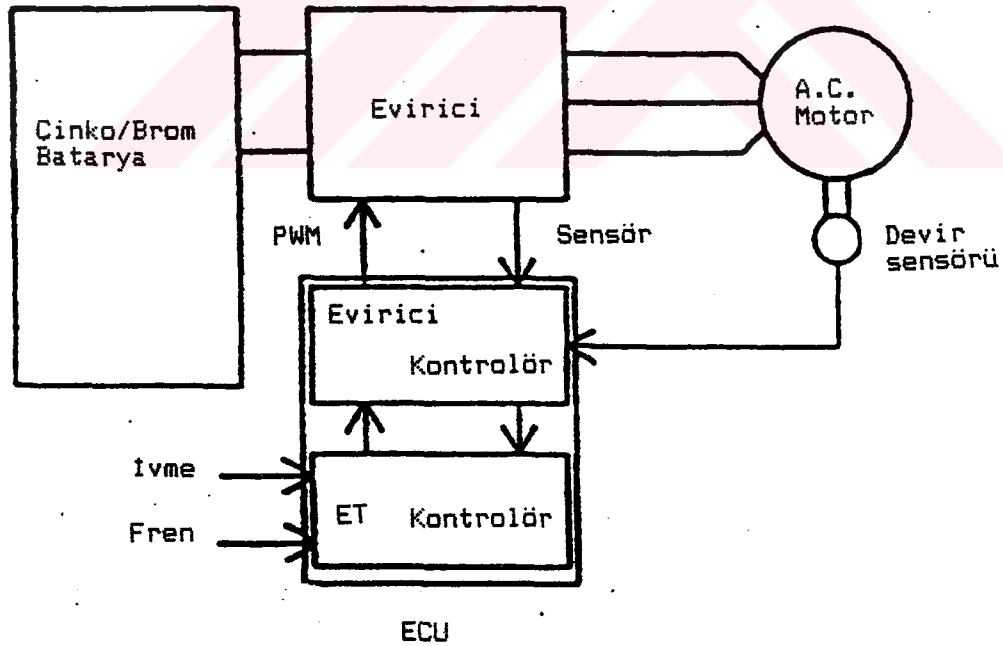 Çinko/Brom
Batarya
Evirici
A.C.
Motor
PWM
Sensör
Devir
sensörü
Evirici
Kontrolör
İvme
Fren
ET Kontrolör
ECU